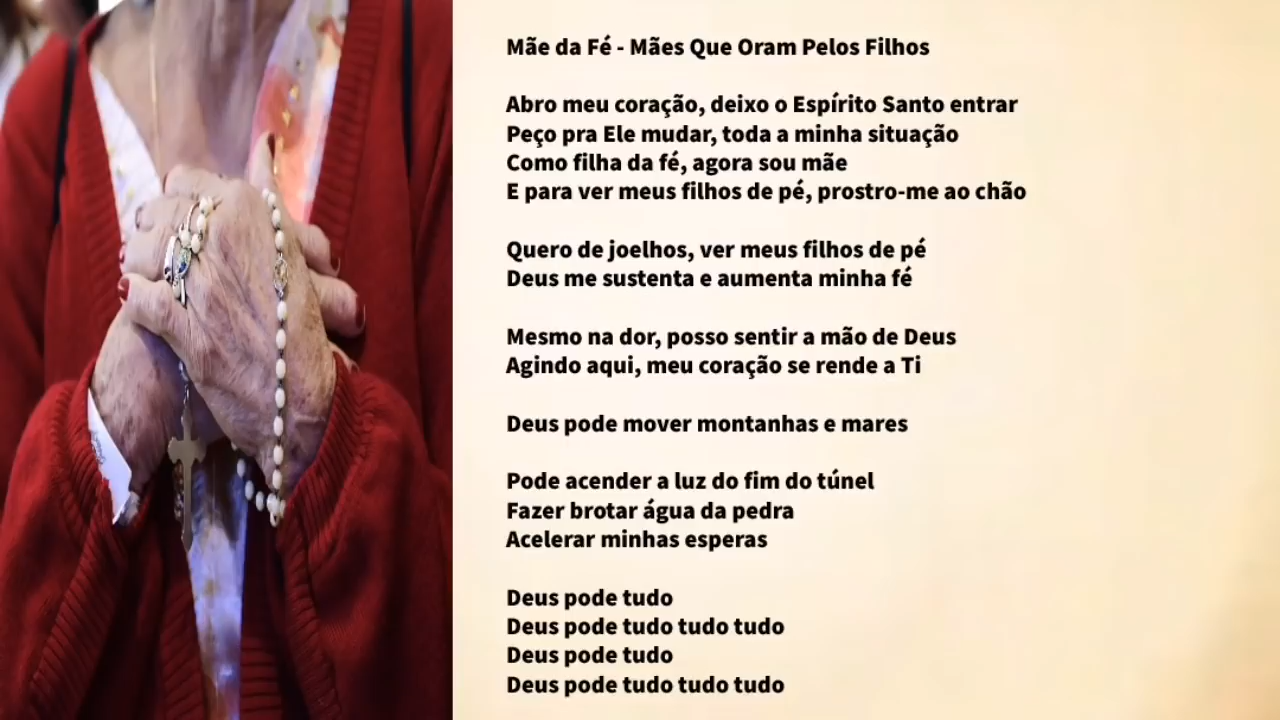 Mãe da Fé - Mães Que Oram Pelos Filhos
Abro meu coração, deixo o Espírito Santo entrar
Peço pra Ele mudar, toda a minha situação
Como filha da fé, agora sou mãe
E para ver meus filhos de pé, prostro-me ao chão
Quero de joelhos, ver meus filhos de pé
Deus me sustenta e aumenta minha fé
Mesmo na dor, posso sentir a mão de Deus
Agindo aqui, meu coração se rende a Ti
Deus pode mover montanhas e mares
Pode acender a luz do fim do túnel
Fazer brotar água da pedra
Acelerar minhas esperas
Deus pode tudo
Deus pode tudo tudo tudo
Deus pode tudo
Deus pode tudo tudo tudo